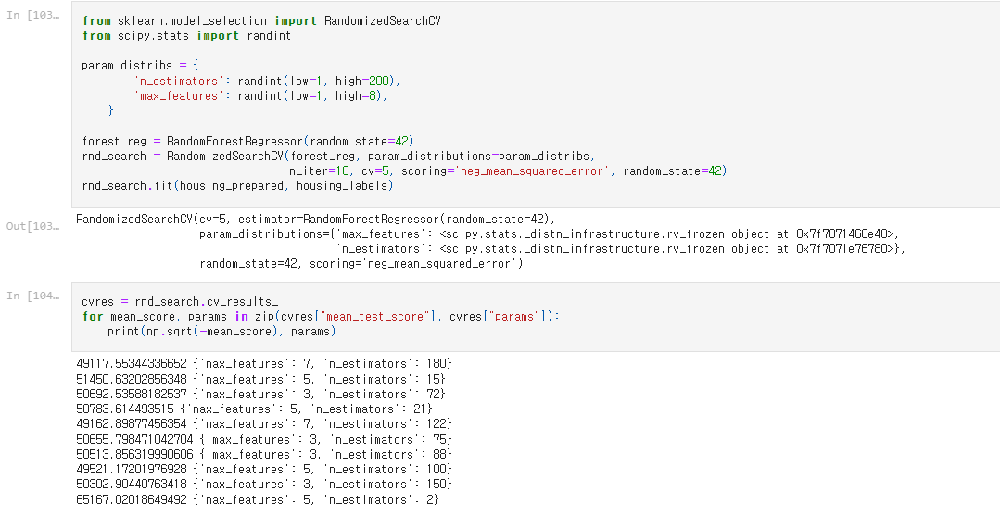 In [103…
from sklearn.model_selection import RandomizedSearchCV
from scipy.stats import randint
param_distribs = {
'n_estimators': randint(low=1, high=200),
'max_features': randint(low=1, high=8),
}
forest_reg = RandomForestRegressor(random_state=42)
rnd_search = RandomizedSearchCV(forest_reg, param_distributions=param_distribs,
n_iter=10, cv=5, scoring='neg_mean_squared_error', random_state=42)
rnd_search.fit(housing_prepared, housing_labels)
Out[103…
RandomizedSearchCV(cv=5, estimator=RandomForestRegressor(random_state=42),
param_distributions={'max_features': <scipy.stats._distn_infrastructure.rv_frozen object at 0x7f7071466e48>,
'n_estimators': <scipy.stats._distn_infrastructure.rv_frozen object at 0x7f7071e76780>},
random_state=42, scoring='neg_mean_squared_error')
In [104…
cvres = rnd_search.cv_results_
for mean_score, params in zip(cvres["mean_test_score"], cvres["params"]):
print(np.sqrt(-mean_score), params)
49117.55344336652 {'max_features': 7, 'n_estimators': 180}
51450.63202856348 {'max_features': 5, 'n_estimators': 15}
50692.53588182537 {'max_features': 3, 'n_estimators': 72}
50783.614493515 {'max_features': 5, 'n_estimators': 21}
49162.89877456354 {'max_features': 7, 'n_estimators': 122}
50655.798471042704 {'max_features': 3, 'n_estimators': 75}
50513.856319990606 {'max_features': 3, 'n_estimators': 88}
49521.17201976928 {'max_features': 5, 'n_estimators': 100}
50302.90440763418 {'max_features': 3, 'n_estimators': 150}
65167.02018649492 {'max_features': 5, 'n_estimators': 2}